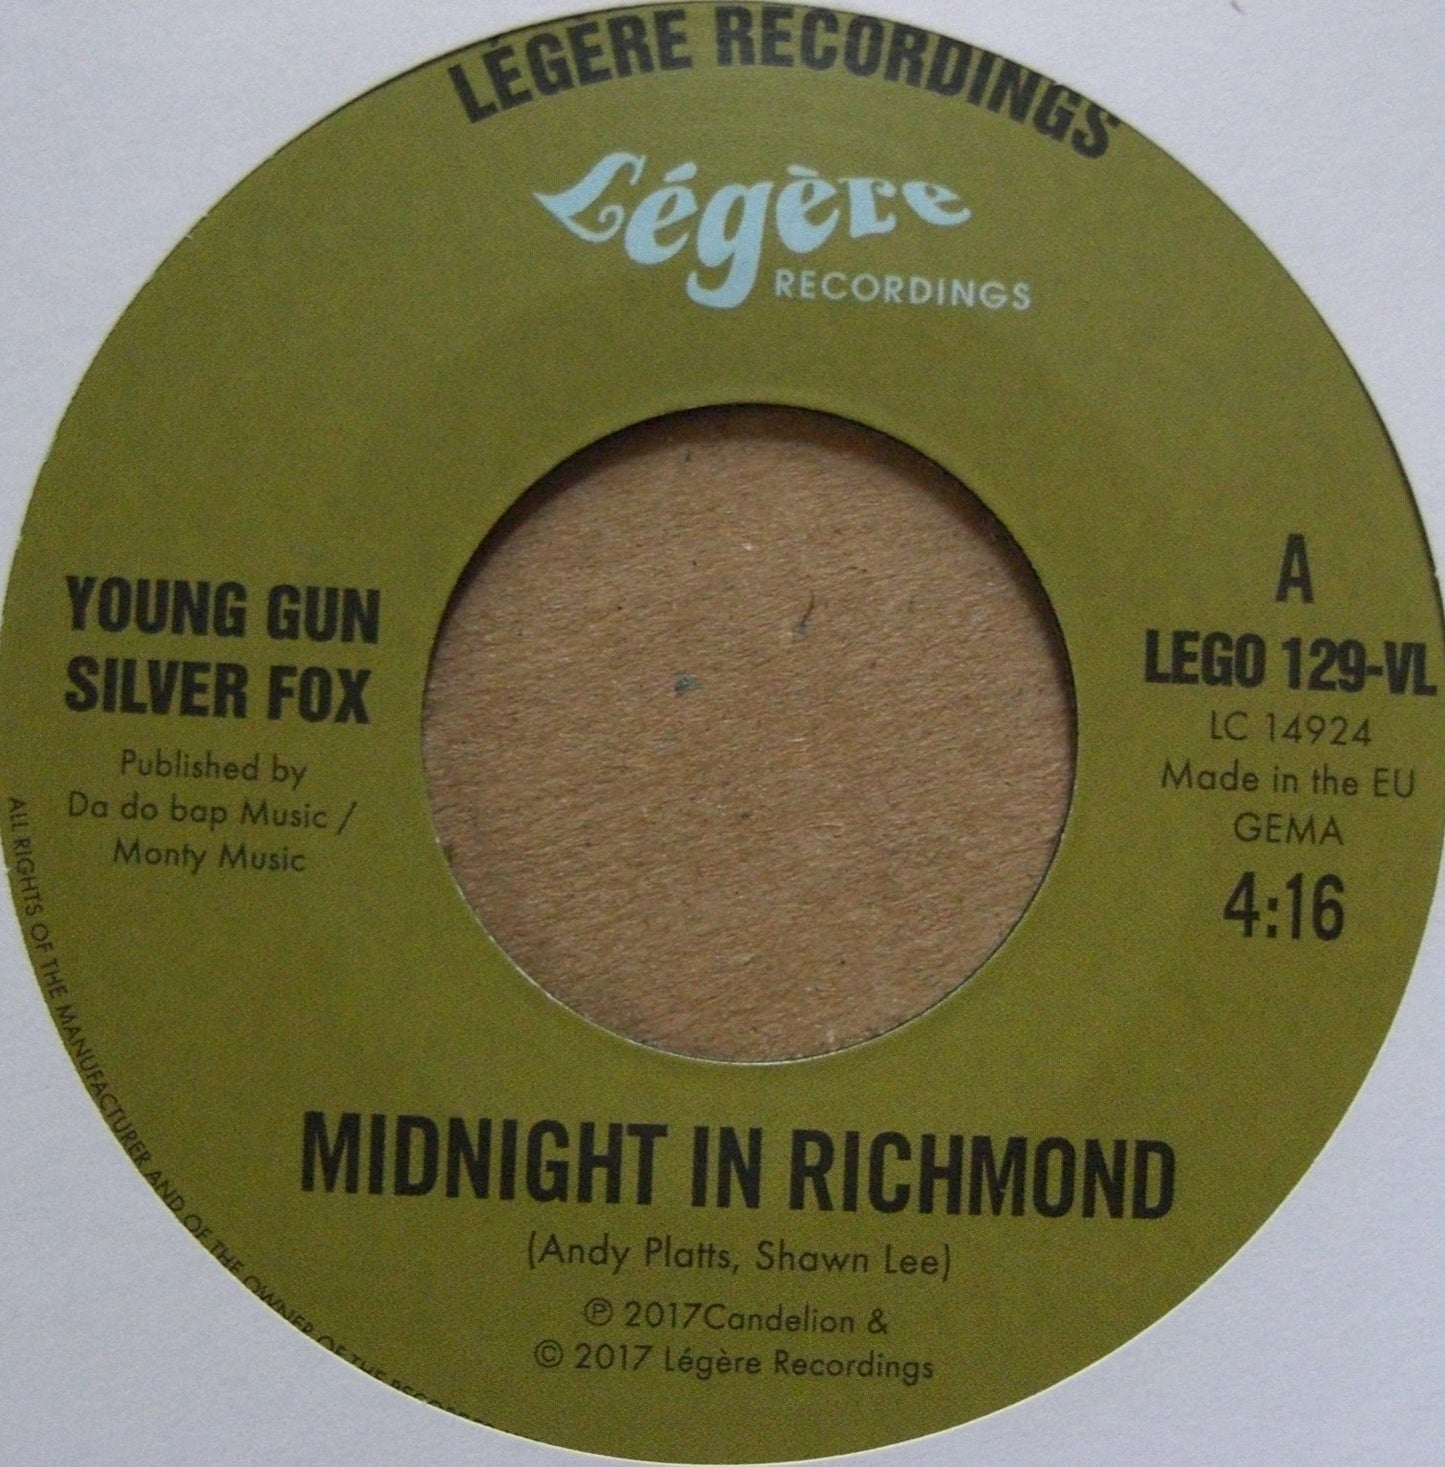 LÉGÈRE RECORDINGS
Légère
RECORDINGS
YOUNG GUN
SILVER FOX
Published by
Da do bap Music /
Monty Music
A
LEGO 129-VL
LC 14924
Made in the EU
GEMA
4:16
MIDNIGHT IN RICHMOND
(Andy Platts, Shawn Lee)
℗ 2017Candelion &
© 2017 Légère Recordings
ALL RIGHTS OF THE MANUFACTURER AND OF THE OWNER OF THE